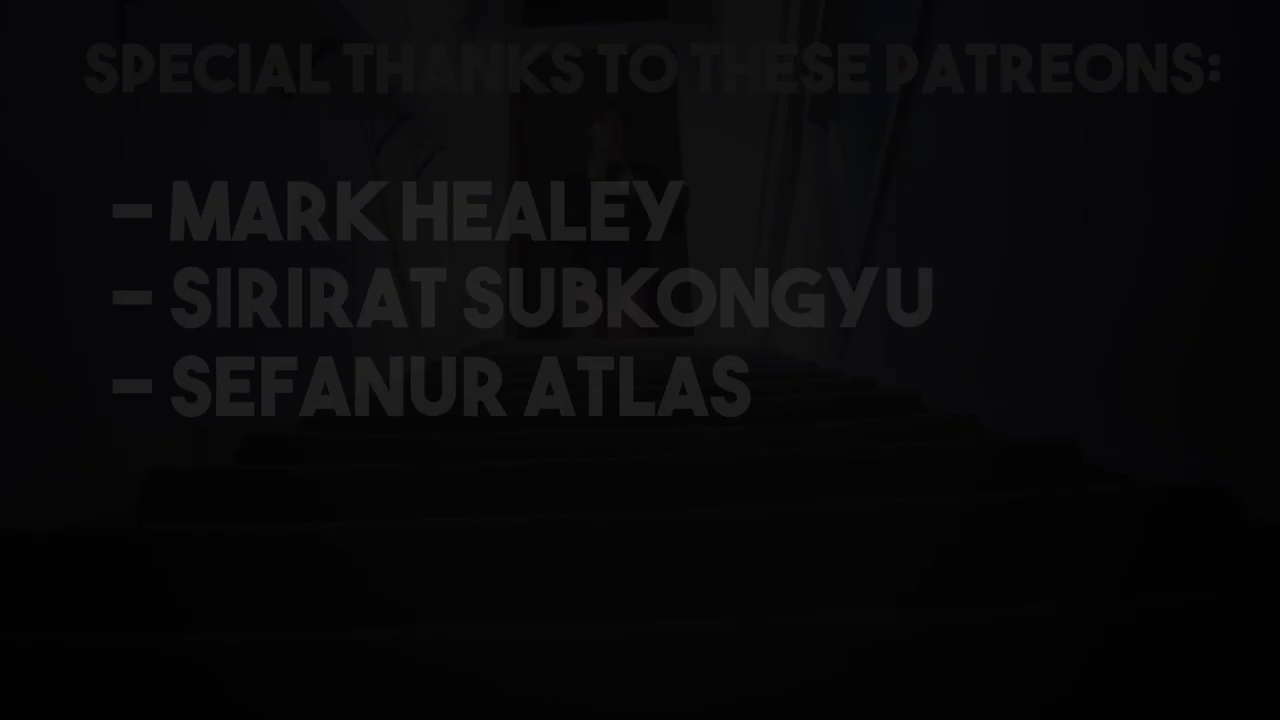 SPECIAL THANKS TO THESE PATREONS:
- MARK HEALEY
- SIRIRAT SUBKONGYU
- SEFANUR ATLAS